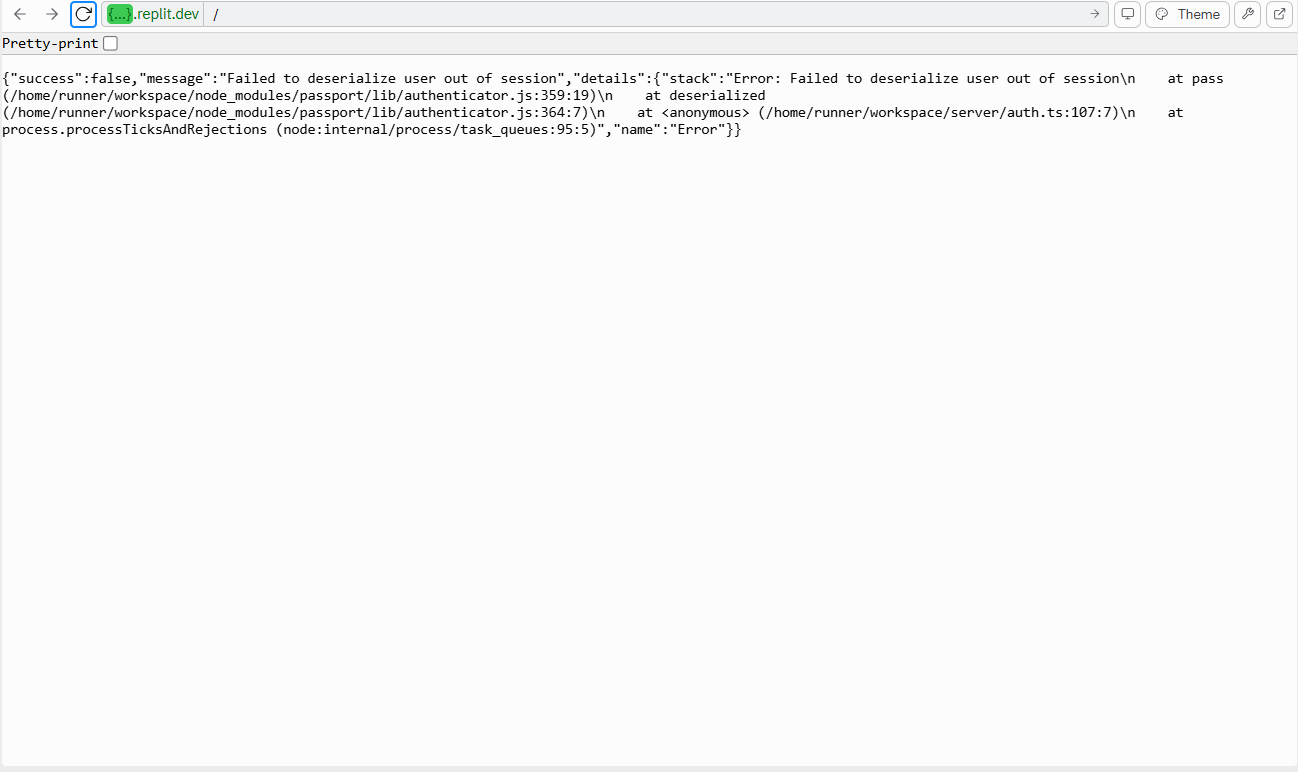 {...}.replit.dev /
Theme
Pretty-print
{"success":false,"message":"Failed to deserialize user out of session","details":{"stack":"Error: Failed to deserialize user out of session\n    at pass
(/home/runner/workspace/node_modules/passport/lib/authenticator.js:359:19)\n    at deserialized
(/home/runner/workspace/node_modules/passport/lib/authenticator.js:364:7)\n    at <anonymous> (/home/runner/workspace/server/auth.ts:107:7)\n    at
process.processTicksAndRejections (node:internal/process/task_queues:95:5)","name":"Error"}}